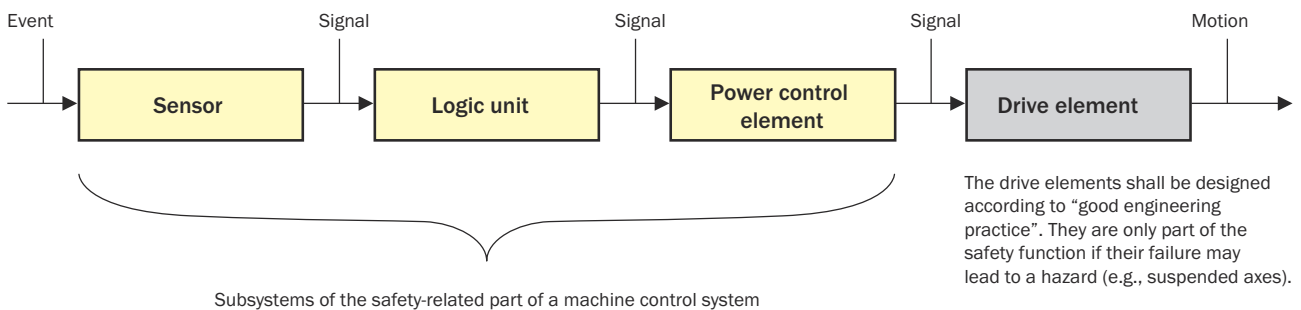 Event
Signal
Signal
Signal
Motion
Sensor
Logic unit
Power control
element
Drive element
The drive elements shall be designed
according to “good engineering
practice”. They are only part of the
safety function if their failure may
lead to a hazard (e.g., suspended axes).
Subsystems of the safety-related part of a machine control system